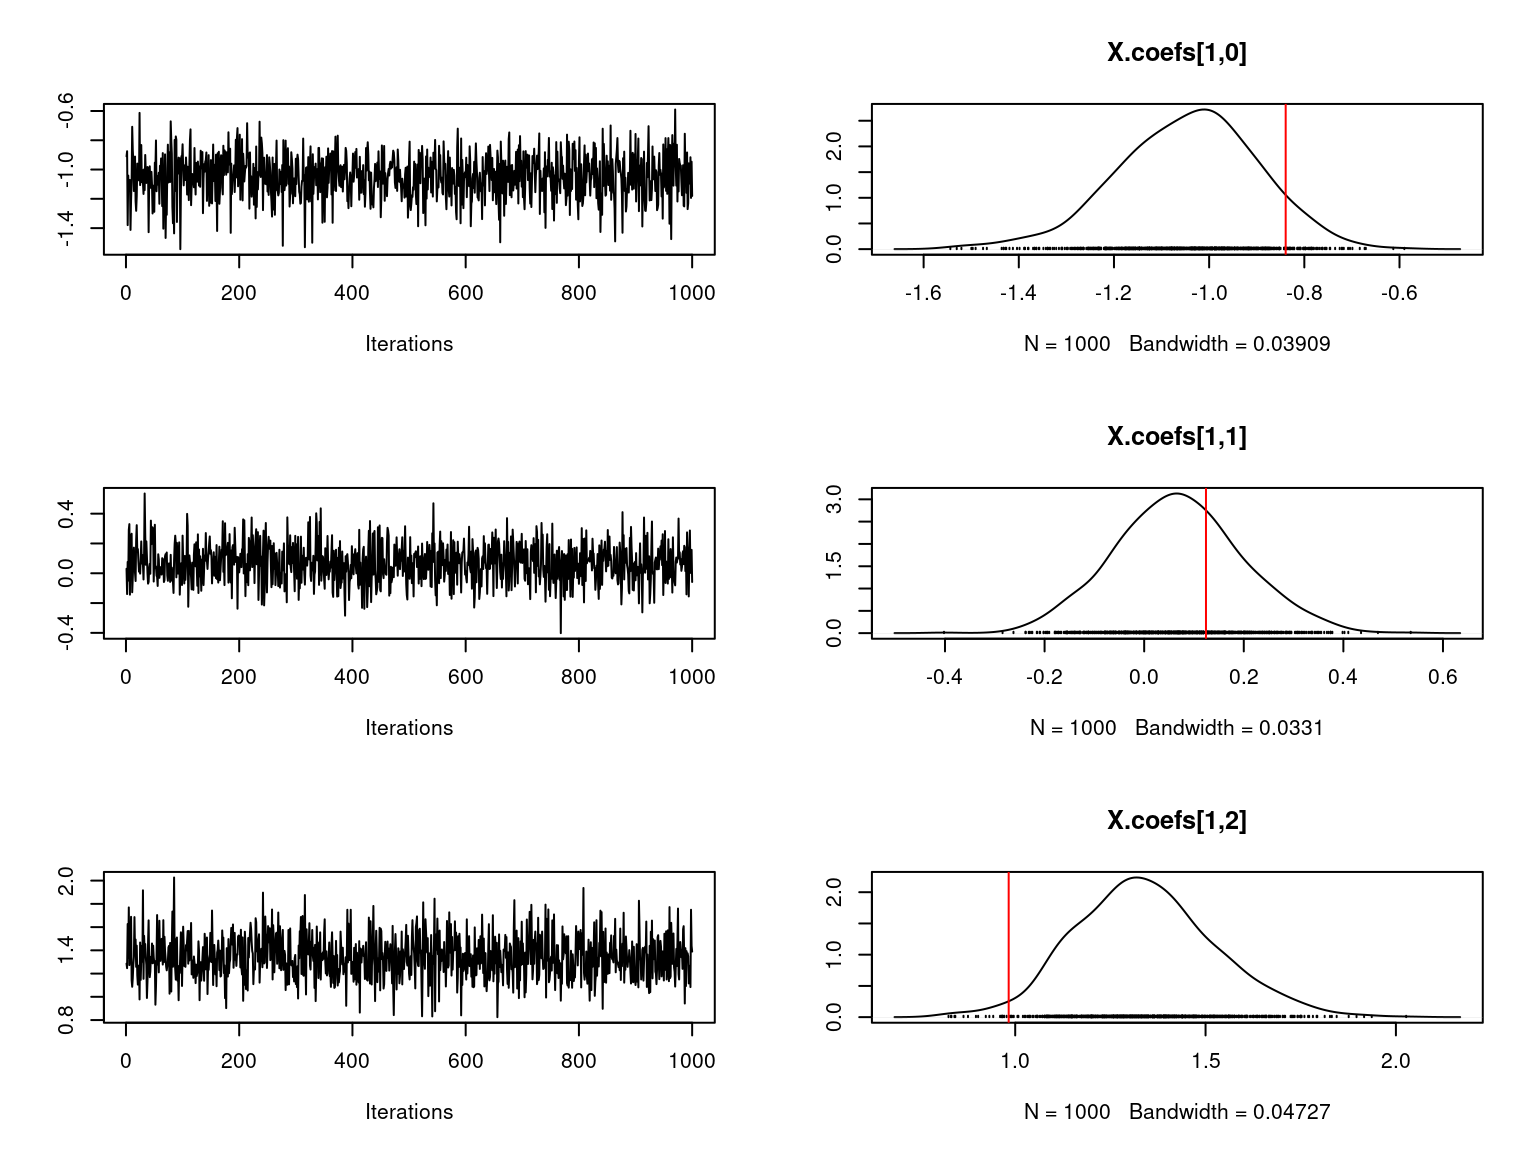 -1.4 -1.0 -0.6
0 200 400 600 800 1000
Iterations
X.coefs[1,0]
0.0 1.0 2.0
-1.6 -1.4 -1.2 -1.0 -0.8 -0.6
N = 1000 Bandwidth = 0.03909
-0.4 0.0 0.4
0 200 400 600 800 1000
Iterations
X.coefs[1,1]
0.0 1.5 3.0
-0.4 -0.2 0.0 0.2 0.4 0.6
N = 1000 Bandwidth = 0.0331
0.8 1.4 2.0
0 200 400 600 800 1000
Iterations
X.coefs[1,2]
0.0 1.0 2.0
1.0 1.5 2.0
N = 1000 Bandwidth = 0.04727